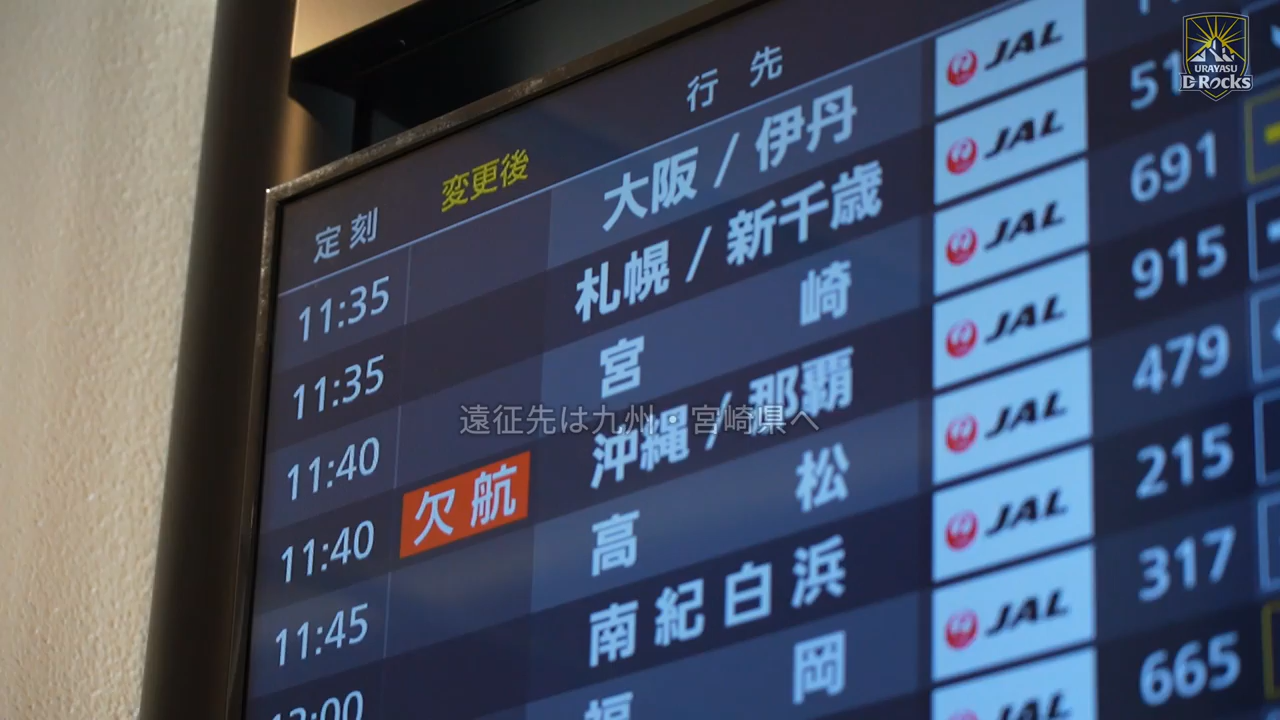 URAYASU
D-Rocks
定刻 変更後 行先
11:35 大阪 / 伊丹 JAL
11:35 札幌 / 新千歳 JAL
11:40 宮崎 JAL 691
11:40 欠航 沖縄 / 那覇 JAL 915
11:45 高松 JAL 479
南紀白浜 JAL 215
福岡 JAL 317
JAL 665
遠征先は九州・宮崎県へ